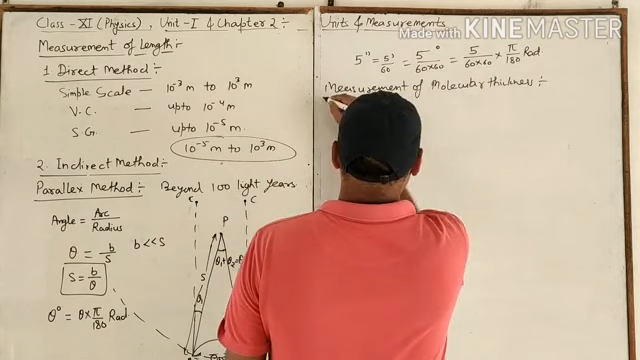 Class - XI (Physics), Unit - I & Chapter 2 :-
Measurement of Length :-
1 Direct Method :-
Simple Scale — 10⁻³ m to 10³ m
V.C. — upto 10⁻⁴ m
S.G. — upto 10⁻⁵ m
10⁻⁵ m to 10³ m
2. Indirect Method :-
Parallex Method :- Beyond 100 light years
Angle = Arc / Radius
θ = b/S b << S
S = b/θ
θ° = θ × π/180 Rad
C
P
S
θ₁ + θ₂ = θ
θ₁
Units & Measurements
Made with KINEMASTER
5" = 5'/60 = 5°/60×60 = 5/60×60 × π/180 Rad.
Measurement of Molecular thickness :-